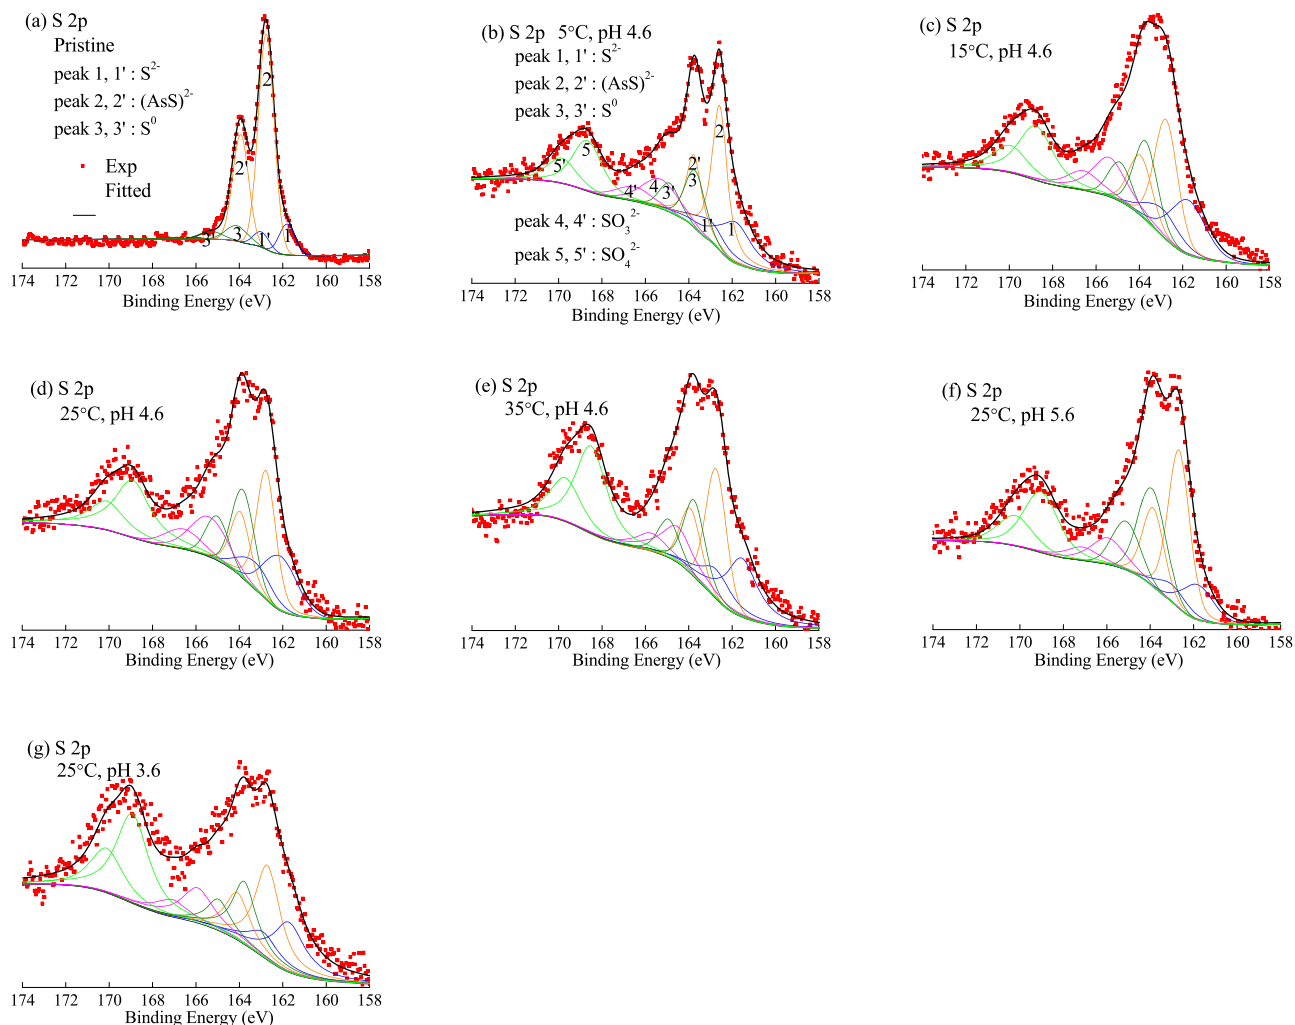 (a) S 2p
Pristine
peak 1, 1' : S2-
peak 2, 2' : (AsS)2-
peak 3, 3' : S0
Exp
Fitted
2
2'
3'
3
1'
1
174 172 170 168 166 164 162 160 158
Binding Energy (eV)
(b) S 2p 5°C, pH 4.6
peak 1, 1' : S2-
peak 2, 2' : (AsS)2-
peak 3, 3' : S0
5'
5
4'
4
3'
2'
3
2
1'
1
peak 4, 4' : SO32-
peak 5, 5' : SO42-
174 172 170 168 166 164 162 160 158
Binding Energy (eV)
(c) S 2p
15°C, pH 4.6
174 172 170 168 166 164 162 160 158
Binding Energy (eV)
(d) S 2p
25°C, pH 4.6
174 172 170 168 166 164 162 160 158
Binding Energy (eV)
(e) S 2p
35°C, pH 4.6
174 172 170 168 166 164 162 160 158
Binding Energy (eV)
(f) S 2p
25°C, pH 5.6
174 172 170 168 166 164 162 160 158
Binding Energy (eV)
(g) S 2p
25°C, pH 3.6
174 172 170 168 166 164 162 160 158
Binding Energy (eV)